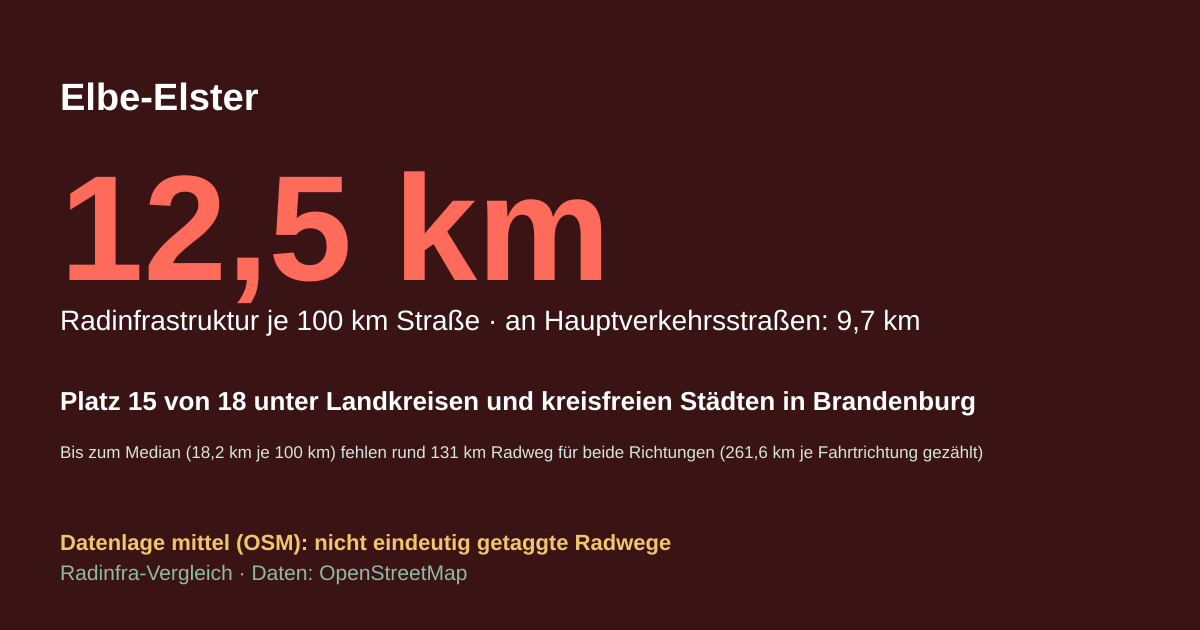 Elbe-Elster
12,5 km
Radinfrastruktur je 100 km Straße · an Hauptverkehrsstraßen: 9,7 km
Platz 15 von 18 unter Landkreisen und kreisfreien Städten in Brandenburg
Bis zum Median (18,2 km je 100 km) fehlen rund 131 km Radweg für beide Richtungen (261,6 km je Fahrtrichtung gezählt)
Datenlage mittel (OSM): nicht eindeutig getaggte Radwege
Radinfra-Vergleich · Daten: OpenStreetMap